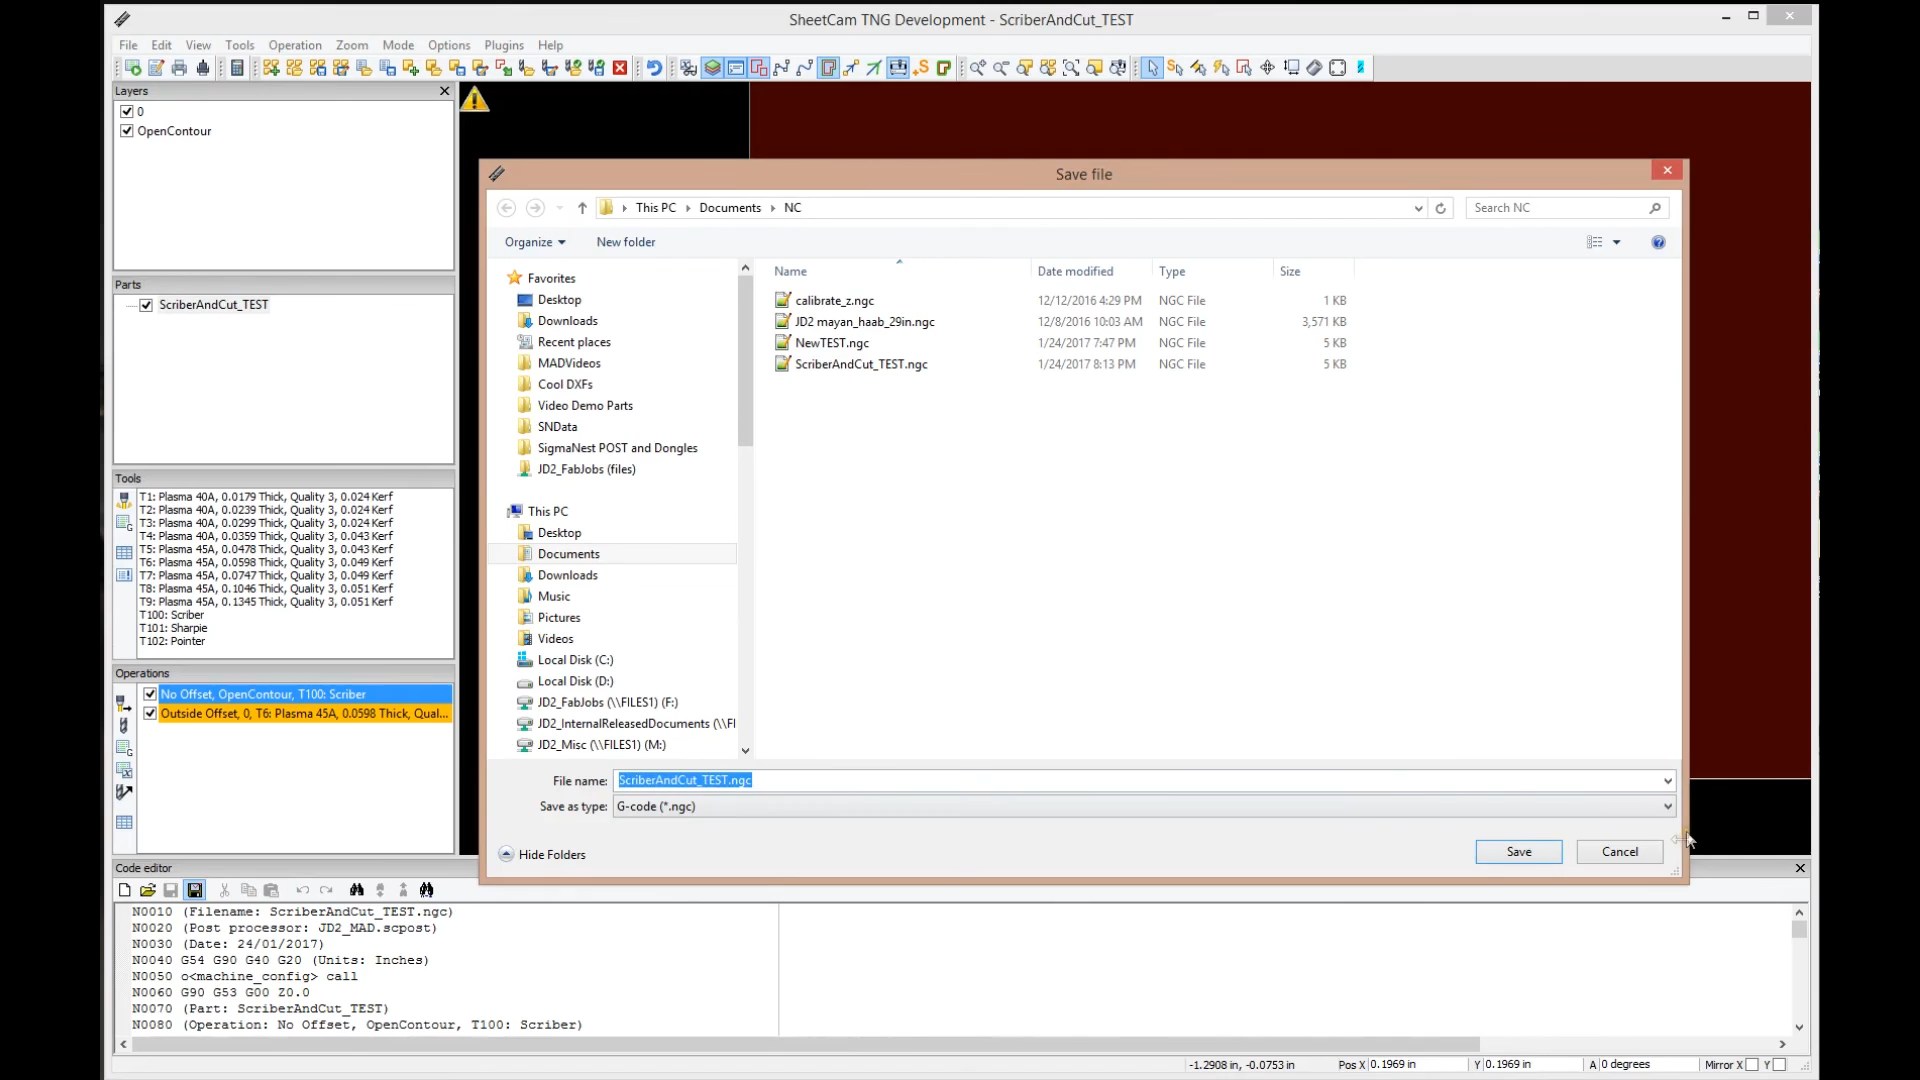 SheetCam TNG Development - ScriberAndCut_TEST
File Edit View Tools Operation Zoom Mode Options Plugins Help
Layers
0
OpenContour
Parts
ScriberAndCut_TEST
Tools
T1: Plasma 40A, 0.0179 Thick, Quality 3, 0.024 Kerf
T2: Plasma 40A, 0.0239 Thick, Quality 3, 0.024 Kerf
T3: Plasma 40A, 0.0299 Thick, Quality 3, 0.024 Kerf
T4: Plasma 40A, 0.0359 Thick, Quality 3, 0.043 Kerf
T5: Plasma 45A, 0.0478 Thick, Quality 3, 0.043 Kerf
T6: Plasma 45A, 0.0598 Thick, Quality 3, 0.049 Kerf
T7: Plasma 45A, 0.0747 Thick, Quality 3, 0.049 Kerf
T8: Plasma 45A, 0.1046 Thick, Quality 3, 0.051 Kerf
T9: Plasma 45A, 0.1345 Thick, Quality 3, 0.051 Kerf
T100: Scriber
T101: Sharpie
T102: Pointer
Operations
No Offset, OpenContour, T100: Scriber
Outside Offset, 0, T6: Plasma 45A, 0.0598 Thick, Qual...
Save file
This PC Documents NC
Search NC
Organize New folder
Favorites
Desktop
Downloads
Recent places
MADVideos
Cool DXFs
Video Demo Parts
SNData
SigmaNest POST and Dongles
JD2_FabJobs (files)
This PC
Desktop
Documents
Downloads
Music
Pictures
Videos
Local Disk (C:)
Local Disk (D:)
JD2_FabJobs (\\FILES1) (F:)
JD2_InternalReleasedDocuments (\\FI
JD2_Misc (\\FILES1) (M:)
Name Date modified Type Size
calibrate_z.ngc 12/12/2016 4:29 PM NGC File 1 KB
JD2 mayan_haab_29in.ngc 12/8/2016 10:03 AM NGC File 3,571 KB
NewTEST.ngc 1/24/2017 7:47 PM NGC File 5 KB
ScriberAndCut_TEST.ngc 1/24/2017 8:13 PM NGC File 5 KB
File name: ScriberAndCut_TEST.ngc
Save as type: G-code (*.ngc)
Hide Folders Save Cancel
Code editor
N0010 (Filename: ScriberAndCut_TEST.ngc)
N0020 (Post processor: JD2_MAD.scpost)
N0030 (Date: 24/01/2017)
N0040 G54 G90 G40 G20 (Units: Inches)
N0050 o<machine_config> call
N0060 G90 G53 G00 Z0.0
N0070 (Part: ScriberAndCut_TEST)
N0080 (Operation: No Offset, OpenContour, T100: Scriber)
-1.2908 in, -0.0753 in Pos X 0.1969 in Y 0.1969 in A 0 degrees Mirror X Y